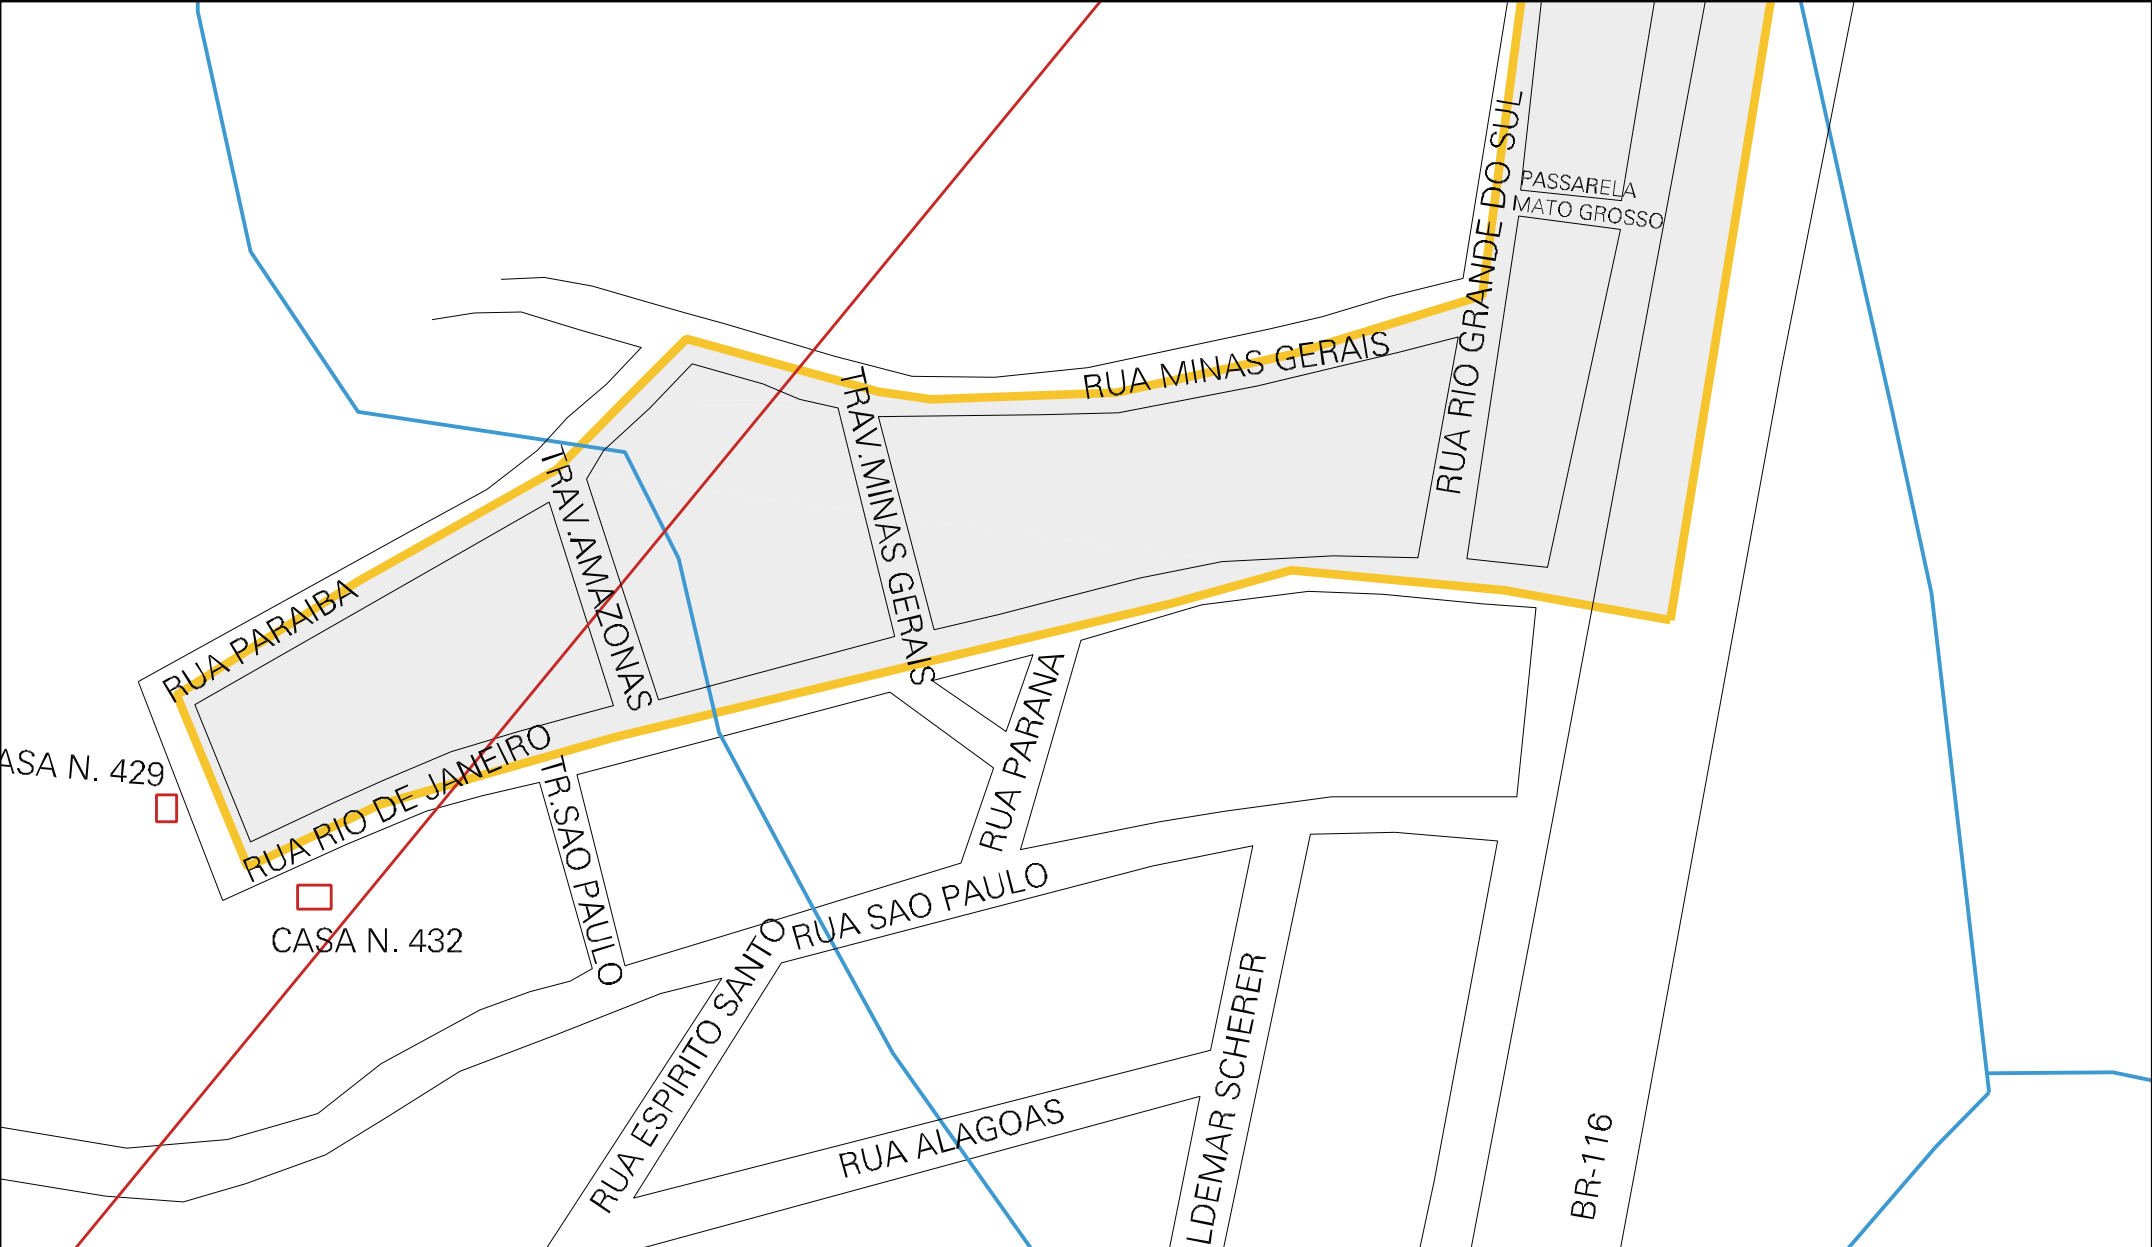 RUA RIO GRANDE DO SUL
PASSARELA
MATO GROSSO
RUA MINAS GERAIS
TRAV.MINAS GERAIS
TRAV.AMAZONAS
RUA PARAIBA
RUA RIO DE JANEIRO
ASA N. 429
CASA N. 432
TR.SAO PAULO
RUA PARANA
RUA SAO PAULO
RUA ESPIRITO SANTO
RUA ALAGOAS
LDEMAR SCHERER
BR-116